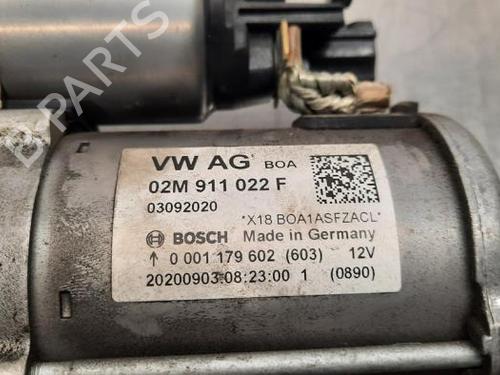 VW AG BOA
02M 911 022 F
03092020
*X18 BOA1ASFZACL*
BOSCH Made in Germany
↑ 0 001 179 602 (603) 12V
20200903 08:23:00 1 (0890)